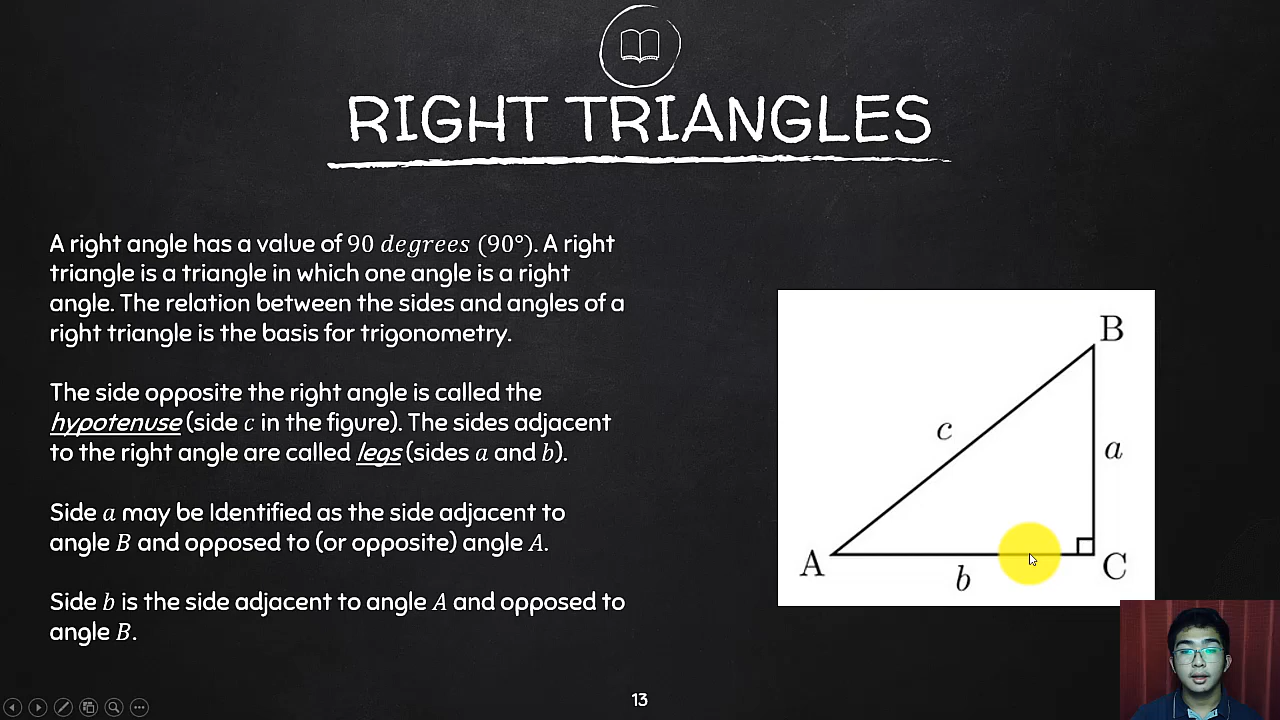 RIGHT TRIANGLES
A right angle has a value of 90 degrees (90°). A right
triangle is a triangle in which one angle is a right
angle. The relation between the sides and angles of a
right triangle is the basis for trigonometry.
The side opposite the right angle is called the
hypotenuse (side c in the figure). The sides adjacent
to the right angle are called legs (sides a and b).
Side a may be Identified as the side adjacent to
angle B and opposed to (or opposite) angle A.
Side b is the side adjacent to angle A and opposed to
angle B.
B
c
a
A
b
C
13